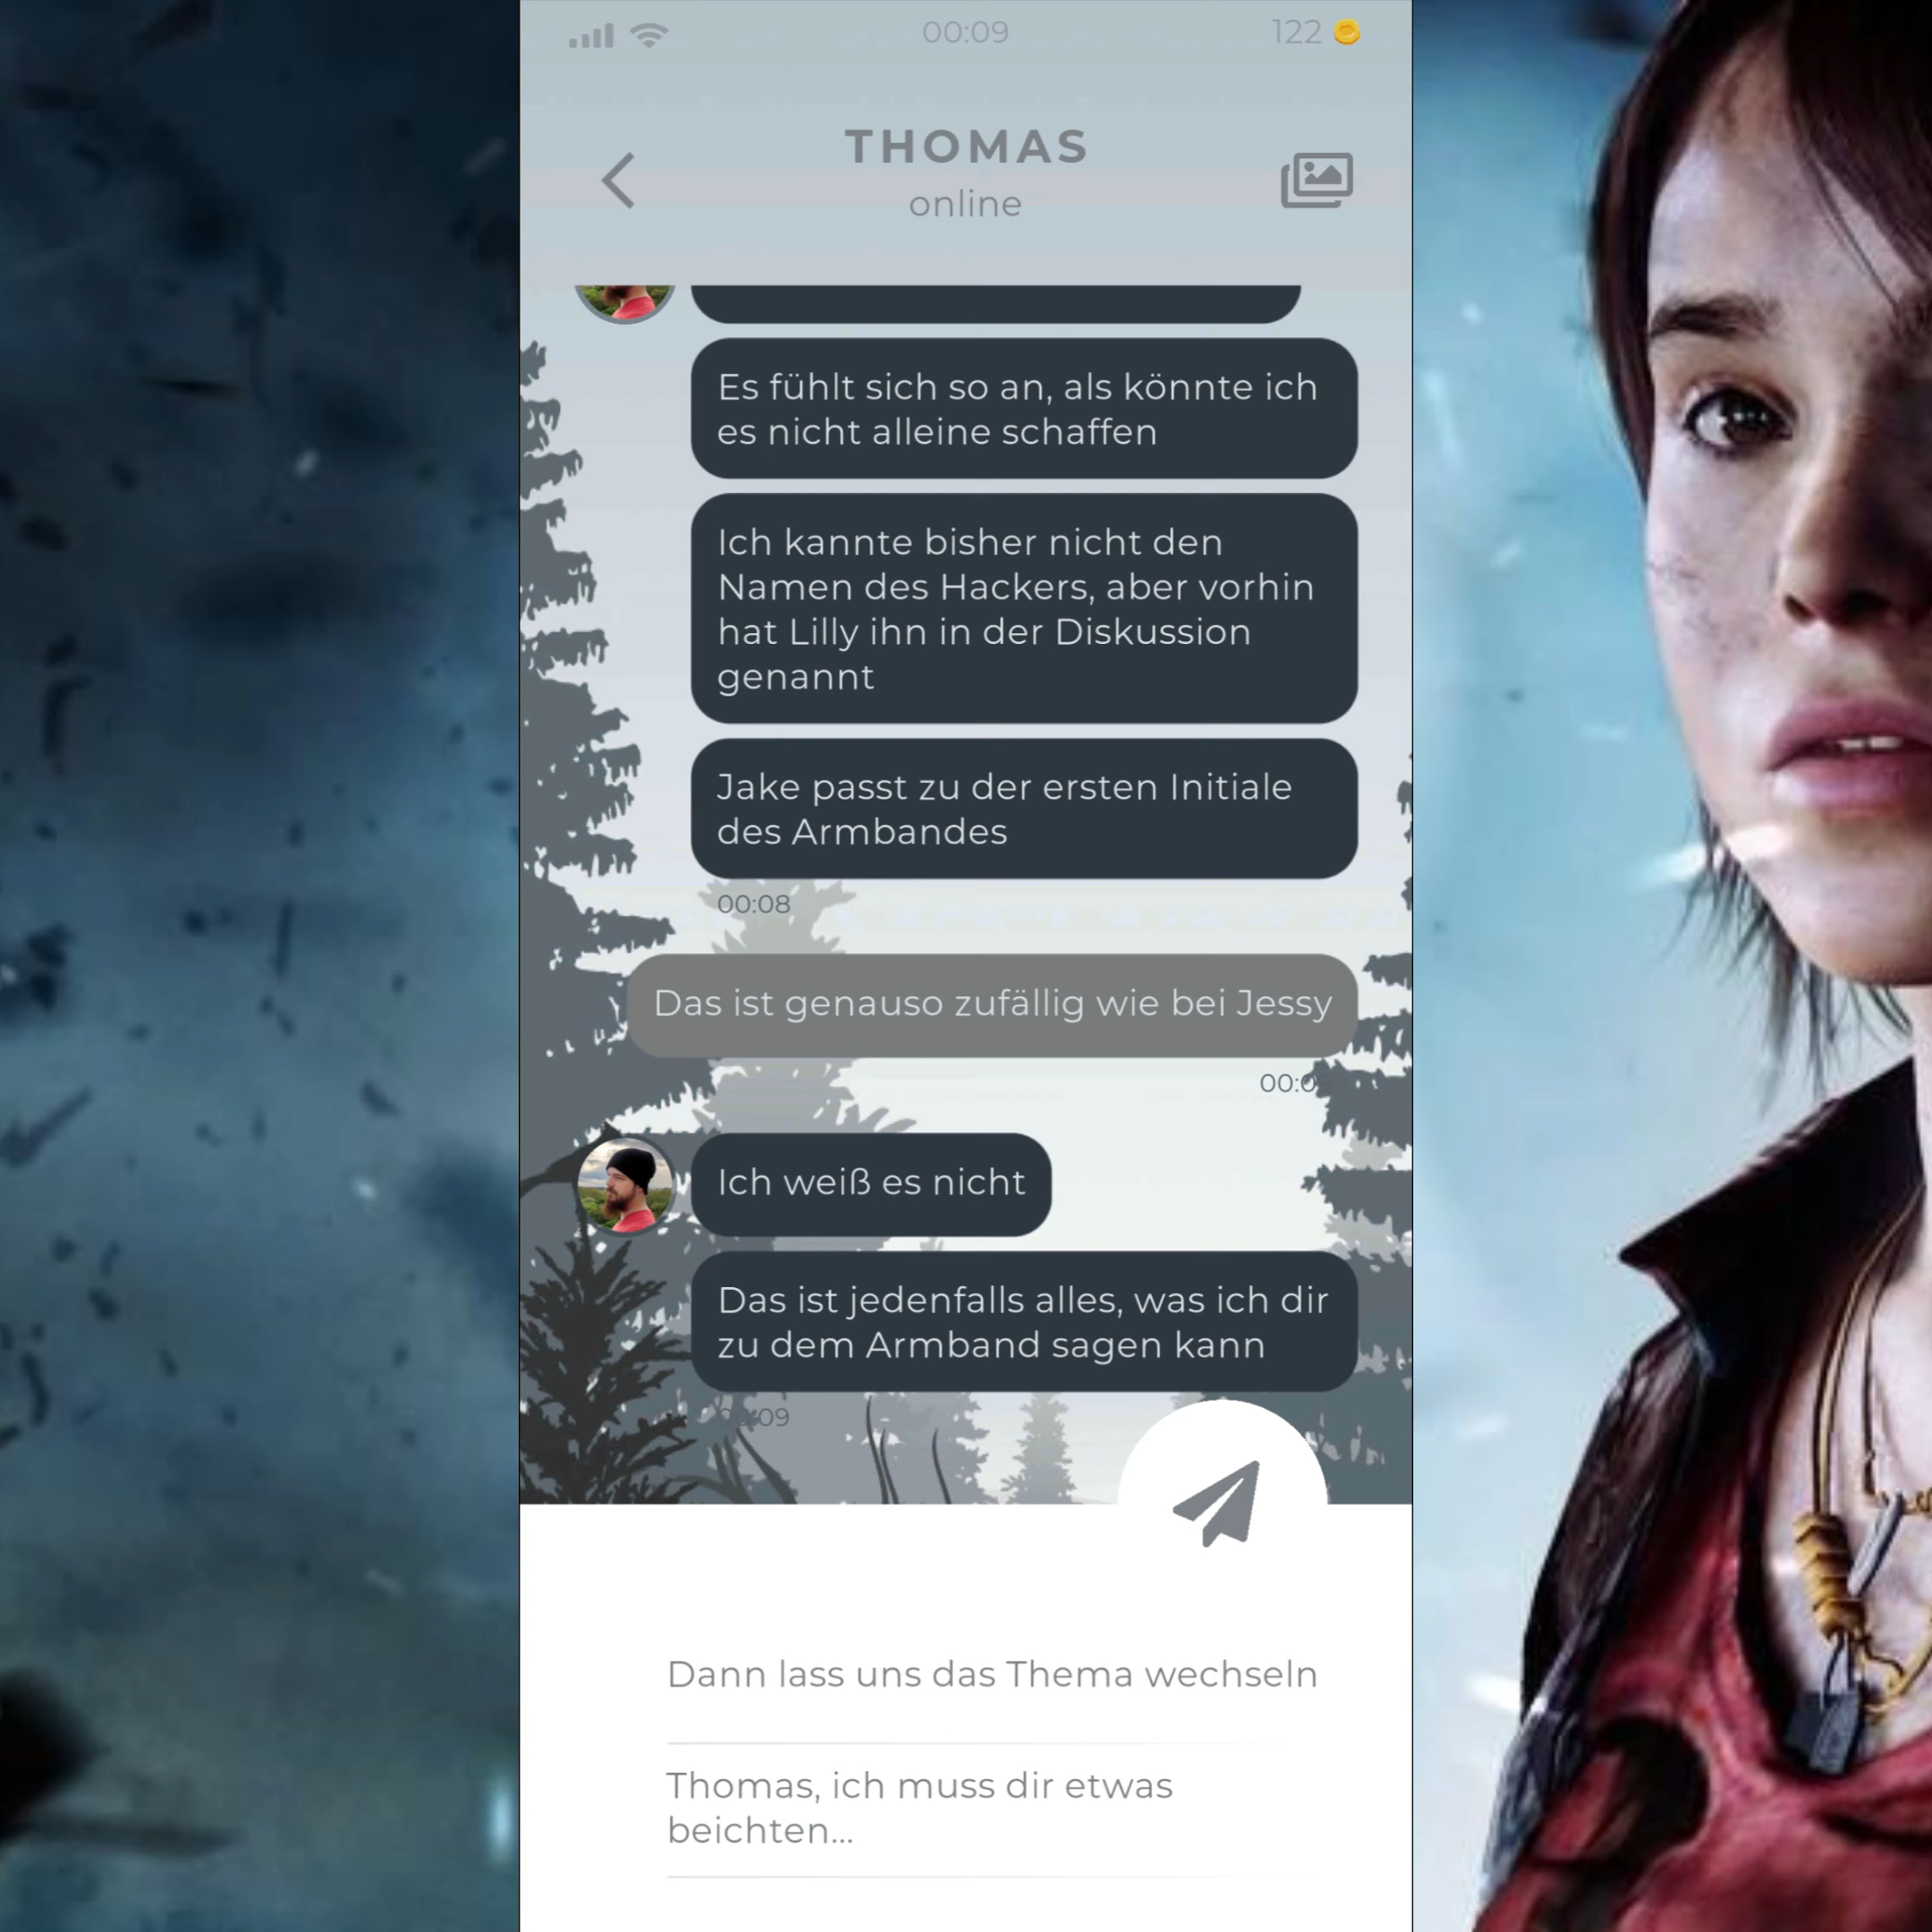 00:09
122
THOMAS
online
Es fühlt sich so an, als könnte ich
es nicht alleine schaffen
Ich kannte bisher nicht den
Namen des Hackers, aber vorhin
hat Lilly ihn in der Diskussion
genannt
Jake passt zu der ersten Initiale
des Armbandes
00:08
Das ist genauso zufällig wie bei Jessy
00:09
Ich weiß es nicht
Das ist jedenfalls alles, was ich dir
zu dem Armband sagen kann
00:09
Dann lass uns das Thema wechseln
Thomas, ich muss dir etwas
beichten...